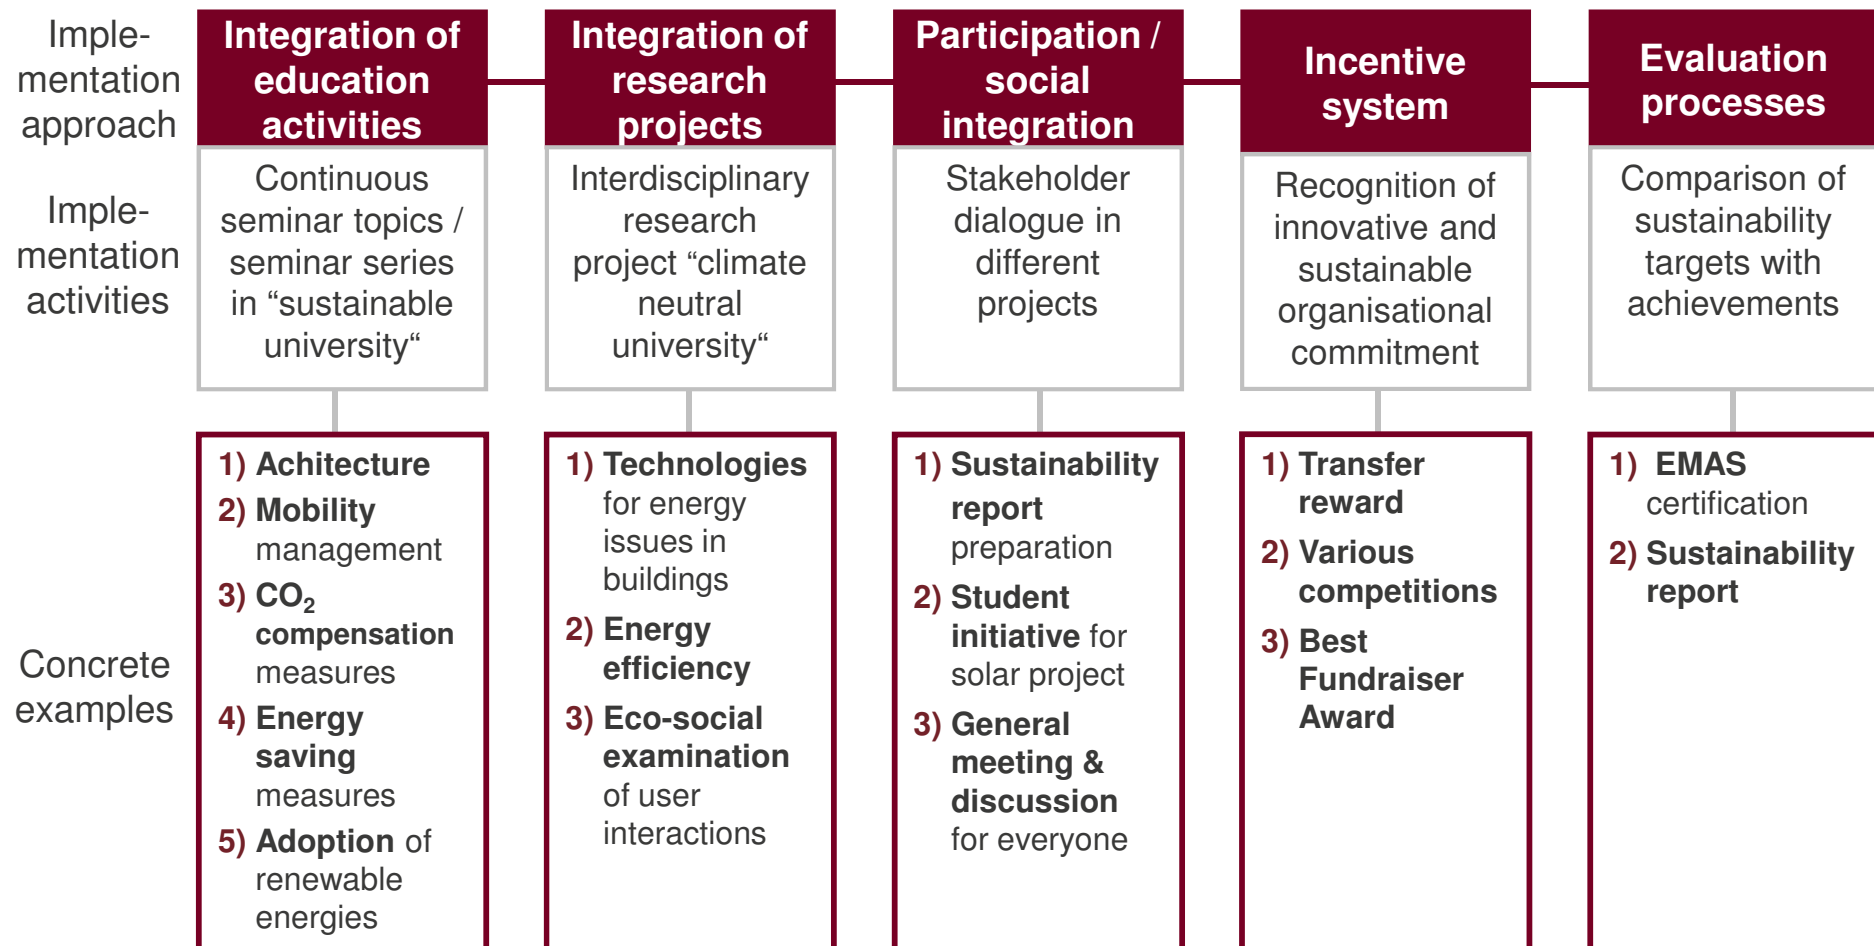 Imple-
mentation
approach
Integration of
education
activities
Integration of
research
projects
Participation /
social
integration
Incentive
system
Evaluation
processes
Imple-
mentation
activities
Continuous
seminar topics /
seminar series
in “sustainable
university“
Interdisciplinary
research
project “climate
neutral
university“
Stakeholder
dialogue in
different
projects
Recognition of
innovative and
sustainable
organisational
commitment
Comparison of
sustainability
targets with
achievements
Concrete
examples
1) Achitecture
2) Mobility
management
3) CO₂
compensation
measures
4) Energy
saving
measures
5) Adoption of
renewable
energies
1) Technologies
for energy
issues in
buildings
2) Energy
efficiency
3) Eco-social
examination
of user
interactions
1) Sustainability
report
preparation
2) Student
initiative for
solar project
3) General
meeting &
discussion
for everyone
1) Transfer
reward
2) Various
competitions
3) Best
Fundraiser
Award
1) EMAS
certification
2) Sustainability
report